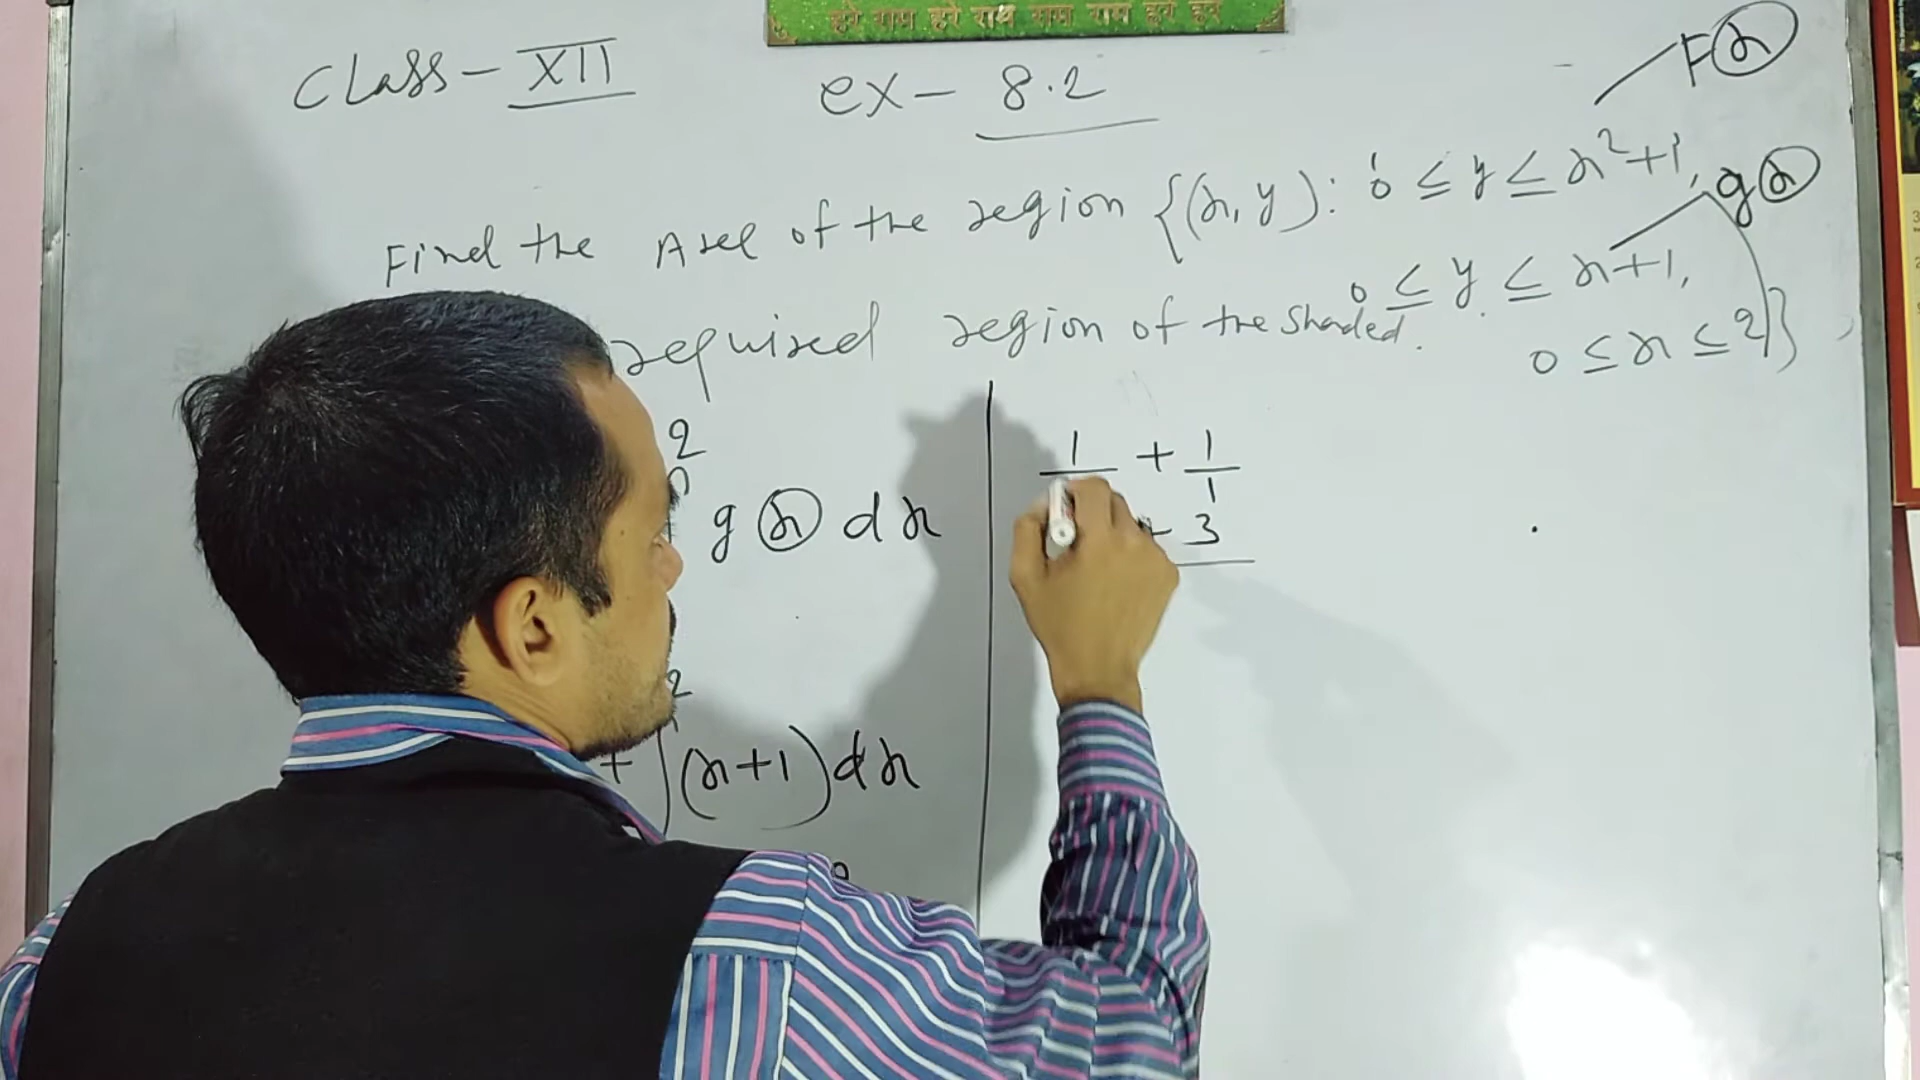 हरे राम हरे राम राम राम हरे हरे
Class - XII ex - 8.2
F(x)
Find the Area of the region {(x, y): 0 ≤ y ≤ x²+1,
g(x)
0 ≤ y ≤ x+1,
required region of the Shaded.
0 ≤ x ≤ 2}
2
g(x) dx
1 + 1
1
3
2
+ ∫(x+1)dx